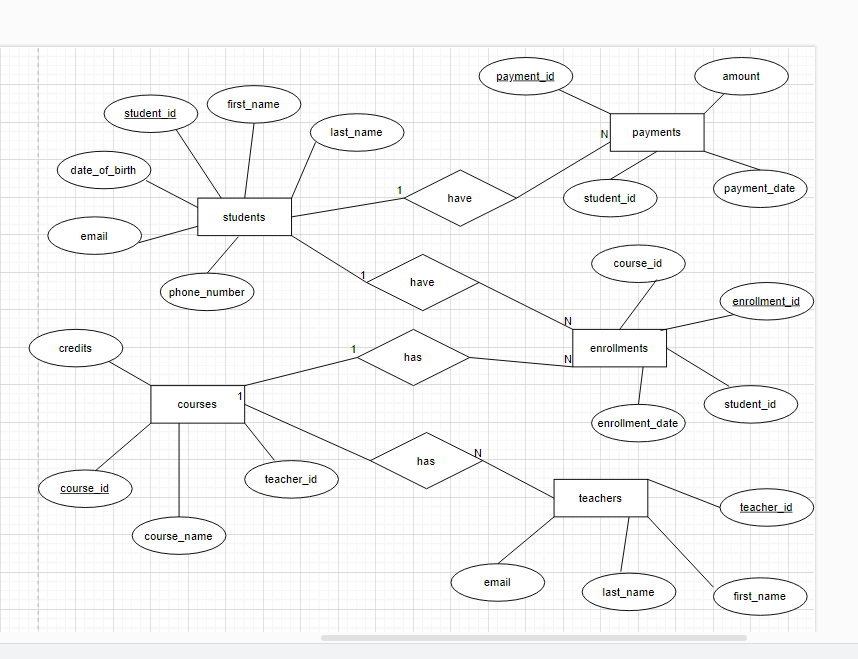 payment_id
amount
student_id
first_name
last_name
N
payments
date_of_birth
1
have
student_id
payment_date
students
email
course_id
1
have
phone_number
enrollment_id
N
credits
1
has
N
enrollments
courses
1
student_id
enrollment_date
N
has
course_id
teacher_id
teachers
teacher_id
course_name
email
last_name
first_name